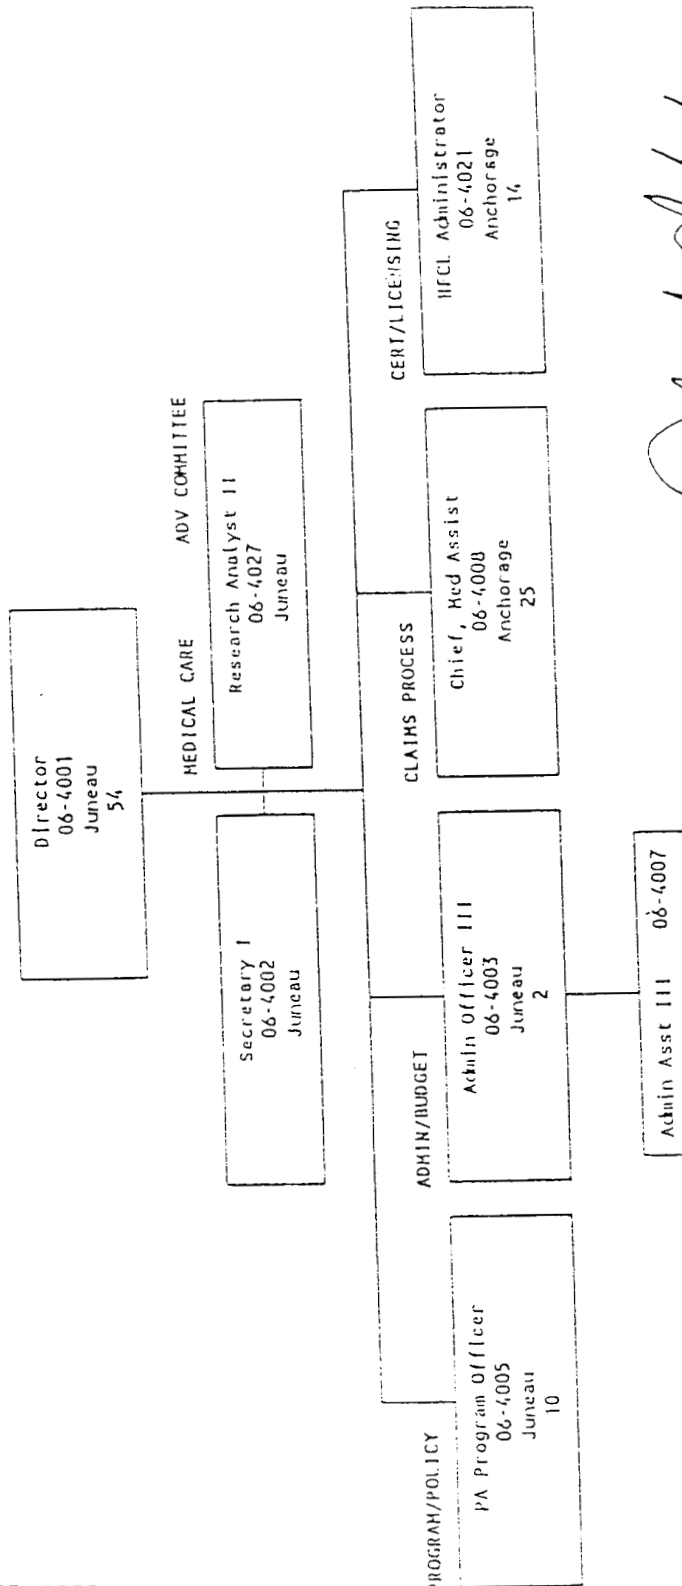 Director
06-4001
Juneau
54
MEDICAL CARE ADV COMMITTEE
Secretary I
06-4002
Juneau
Research Analyst II
06-4027
Juneau
PROGRAM/POLICY
PA Program Officer
06-4005
Juneau
10
ADMIN/BUDGET
Admin Officer III
06-4003
Juneau
2
CLAIMS PROCESS
Chief, Med Assist
06-4008
Anchorage
25
CERT/LICENSING
HFCL Administrator
06-4021
Anchorage
14
Admin Asst III 06-4007